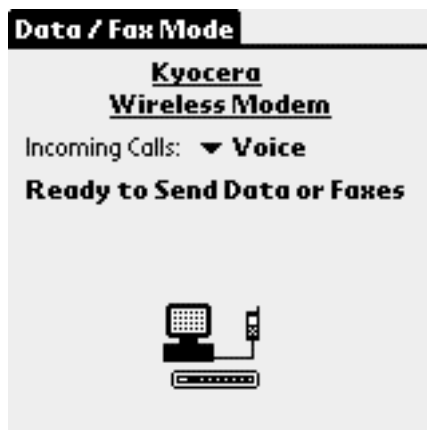 Data / Fax Mode
Kyocera
Wireless Modem
Incoming Calls: Voice
Ready to Send Data or Faxes